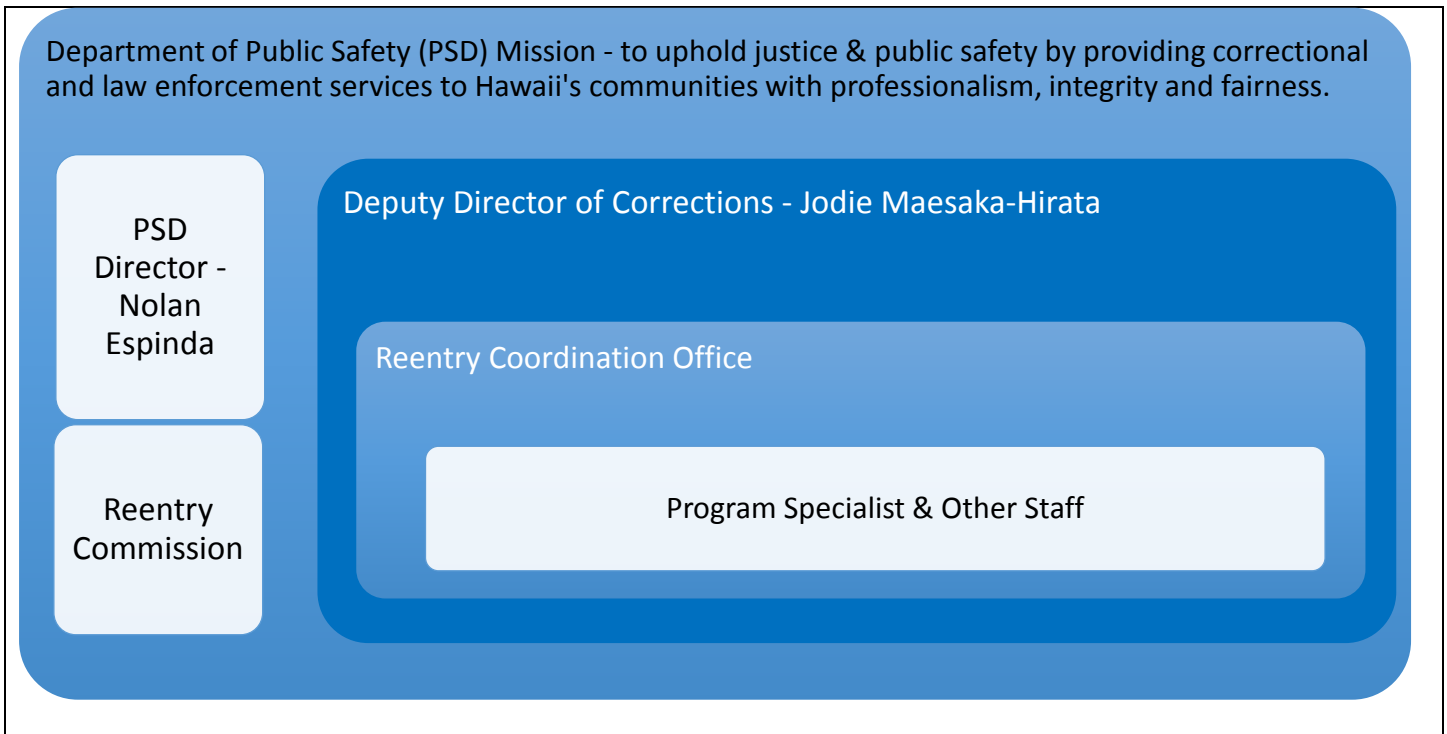 Department of Public Safety (PSD) Mission - to uphold justice & public safety by providing correctional
and law enforcement services to Hawaii's communities with professionalism, integrity and fairness.
PSD
Director -
Nolan
Espinda
Reentry
Commission
Deputy Director of Corrections - Jodie Maesaka-Hirata
Reentry Coordination Office
Program Specialist & Other Staff